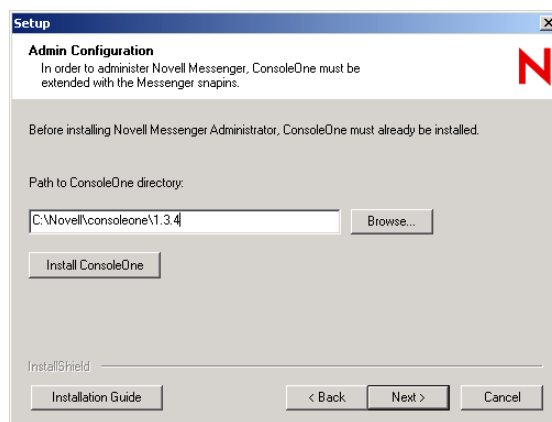 Setup
Admin Configuration
In order to administer Novell Messenger, ConsoleOne must be
extended with the Messenger snapins.
N
Before installing Novell Messenger Administrator, ConsoleOne must already be installed.
Path to ConsoleOne directory:
C:\Novell\consoleone\1.3.4
Browse...
Install ConsoleOne
InstallShield
Installation Guide
< Back
Next >
Cancel